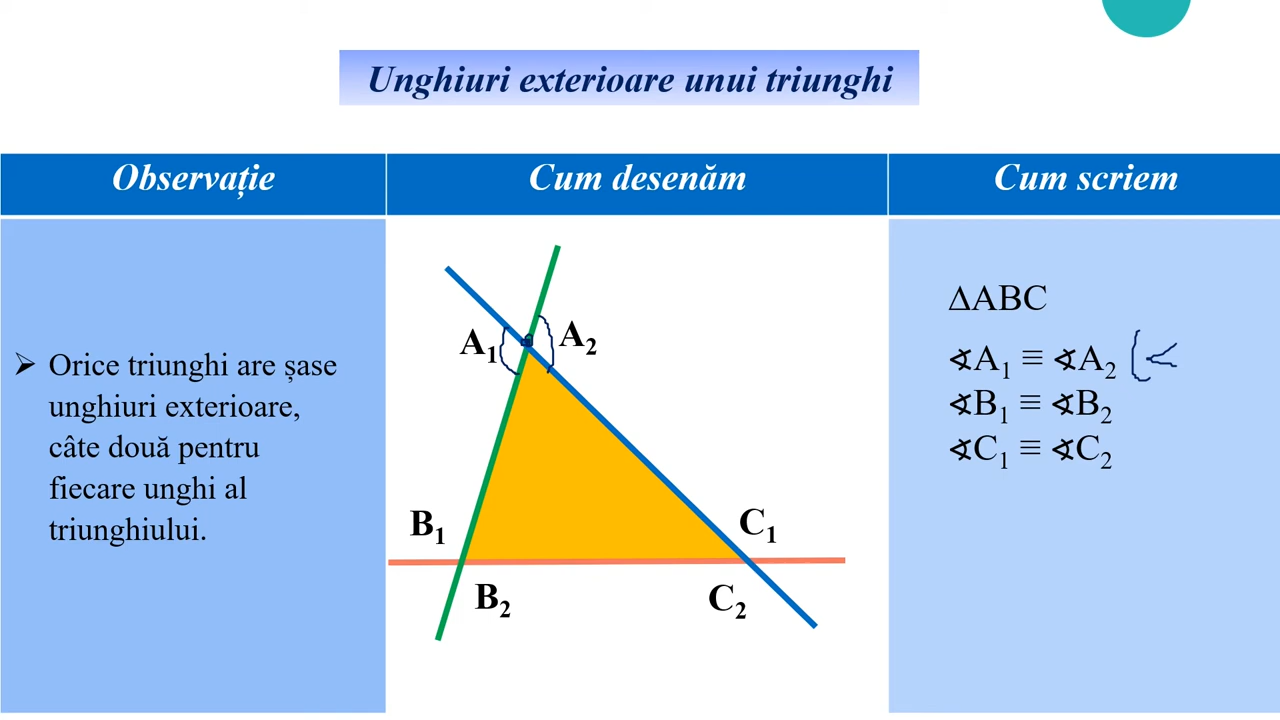 Unghiuri exterioare unui triunghi
Observație
Cum desenăm
Cum scriem
➢ Orice triunghi are șase
unghiuri exterioare,
câte două pentru
fiecare unghi al
triunghiului.
A₁
A₂
B₁
C₁
B₂
C₂
∆ABC
∢A₁ ≡ ∢A₂
∢B₁ ≡ ∢B₂
∢C₁ ≡ ∢C₂